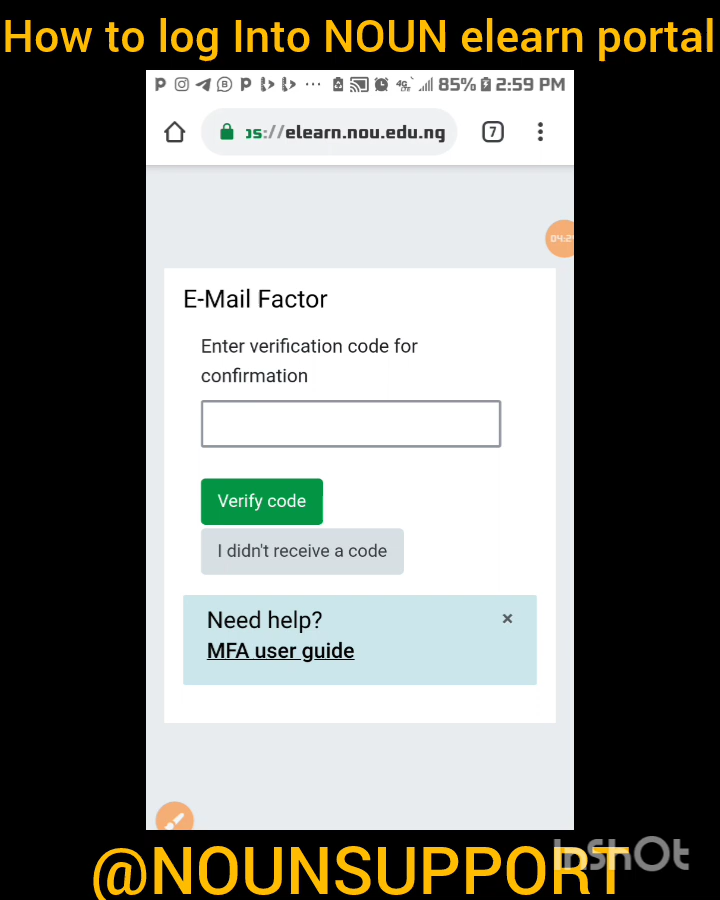 How to log Into NOUN elearn portal
85% 2:59 PM
ps://elearn.nou.edu.ng
7
E-Mail Factor
Enter verification code for
confirmation
Verify code
I didn't receive a code
Need help?
×
MFA user guide
InShOt
@NOUNSUPPORT